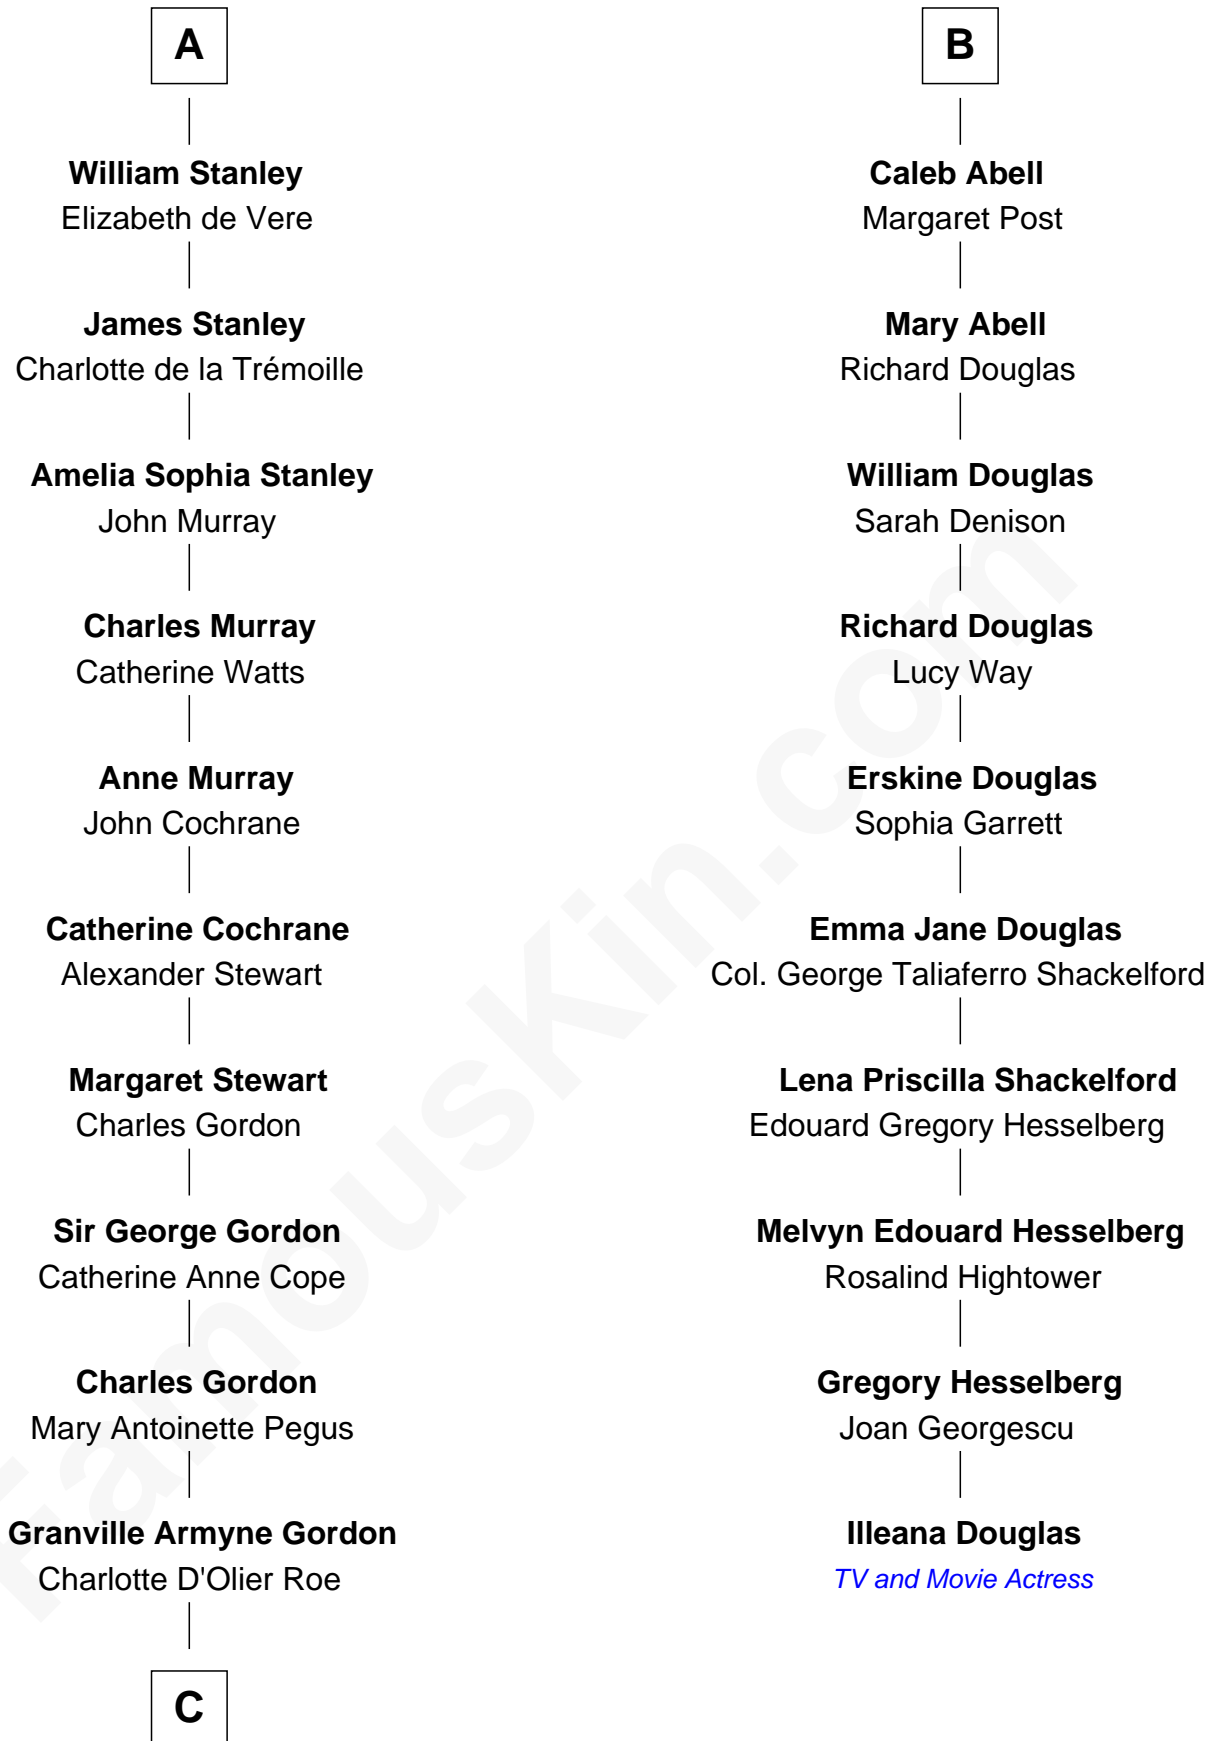 A
William Stanley
Elizabeth de Vere
James Stanley
Charlotte de la Trémoille
Amelia Sophia Stanley
John Murray
Charles Murray
Catherine Watts
Anne Murray
John Cochrane
Catherine Cochrane
Alexander Stewart
Margaret Stewart
Charles Gordon
Sir George Gordon
Catherine Anne Cope
Charles Gordon
Mary Antoinette Pegus
Granville Armyne Gordon
Charlotte D'Olier Roe
C
B
Caleb Abell
Margaret Post
Mary Abell
Richard Douglas
William Douglas
Sarah Denison
Richard Douglas
Lucy Way
Erskine Douglas
Sophia Garrett
Emma Jane Douglas
Col. George Taliaferro Shackelford
Lena Priscilla Shackelford
Edouard Gregory Hesselberg
Melvyn Edouard Hesselberg
Rosalind Hightower
Gregory Hesselberg
Joan Georgescu
Illeana Douglas
TV and Movie Actress
FamousKin.com